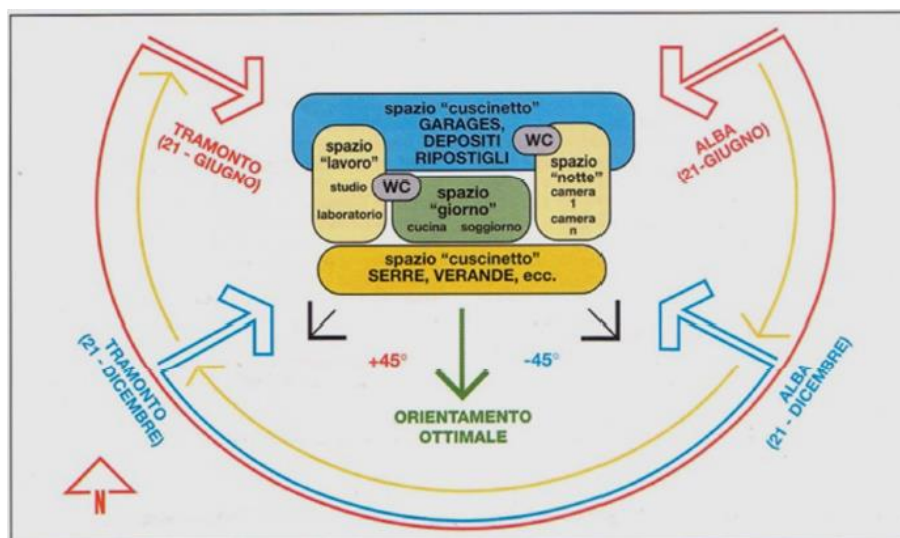 spazio "cuscinetto"
GARAGES,
DEPOSITI
RIPOSTIGLI
WC
spazio
"lavoro"
studio
laboratorio
WC
spazio
"giorno"
cucina soggiorno
spazio
"notte"
camera
1
camera
n
spazio "cuscinetto"
SERRE, VERANDE, ecc.
TRAMONTO
(21 - GIUGNO)
ALBA
(21-GIUGNO)
TRAMONTO
(21 - DICEMBRE)
ALBA
(21 - DICEMBRE)
+45°
-45°
ORIENTAMENTO
OTTIMALE
N